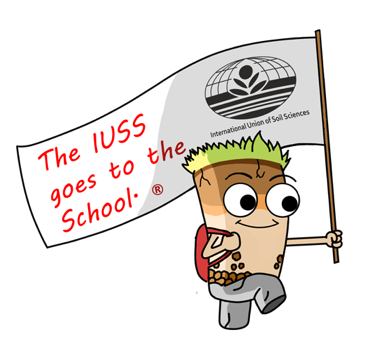 International Union of Soil Sciences
The IUSS
goes to the
School. ®